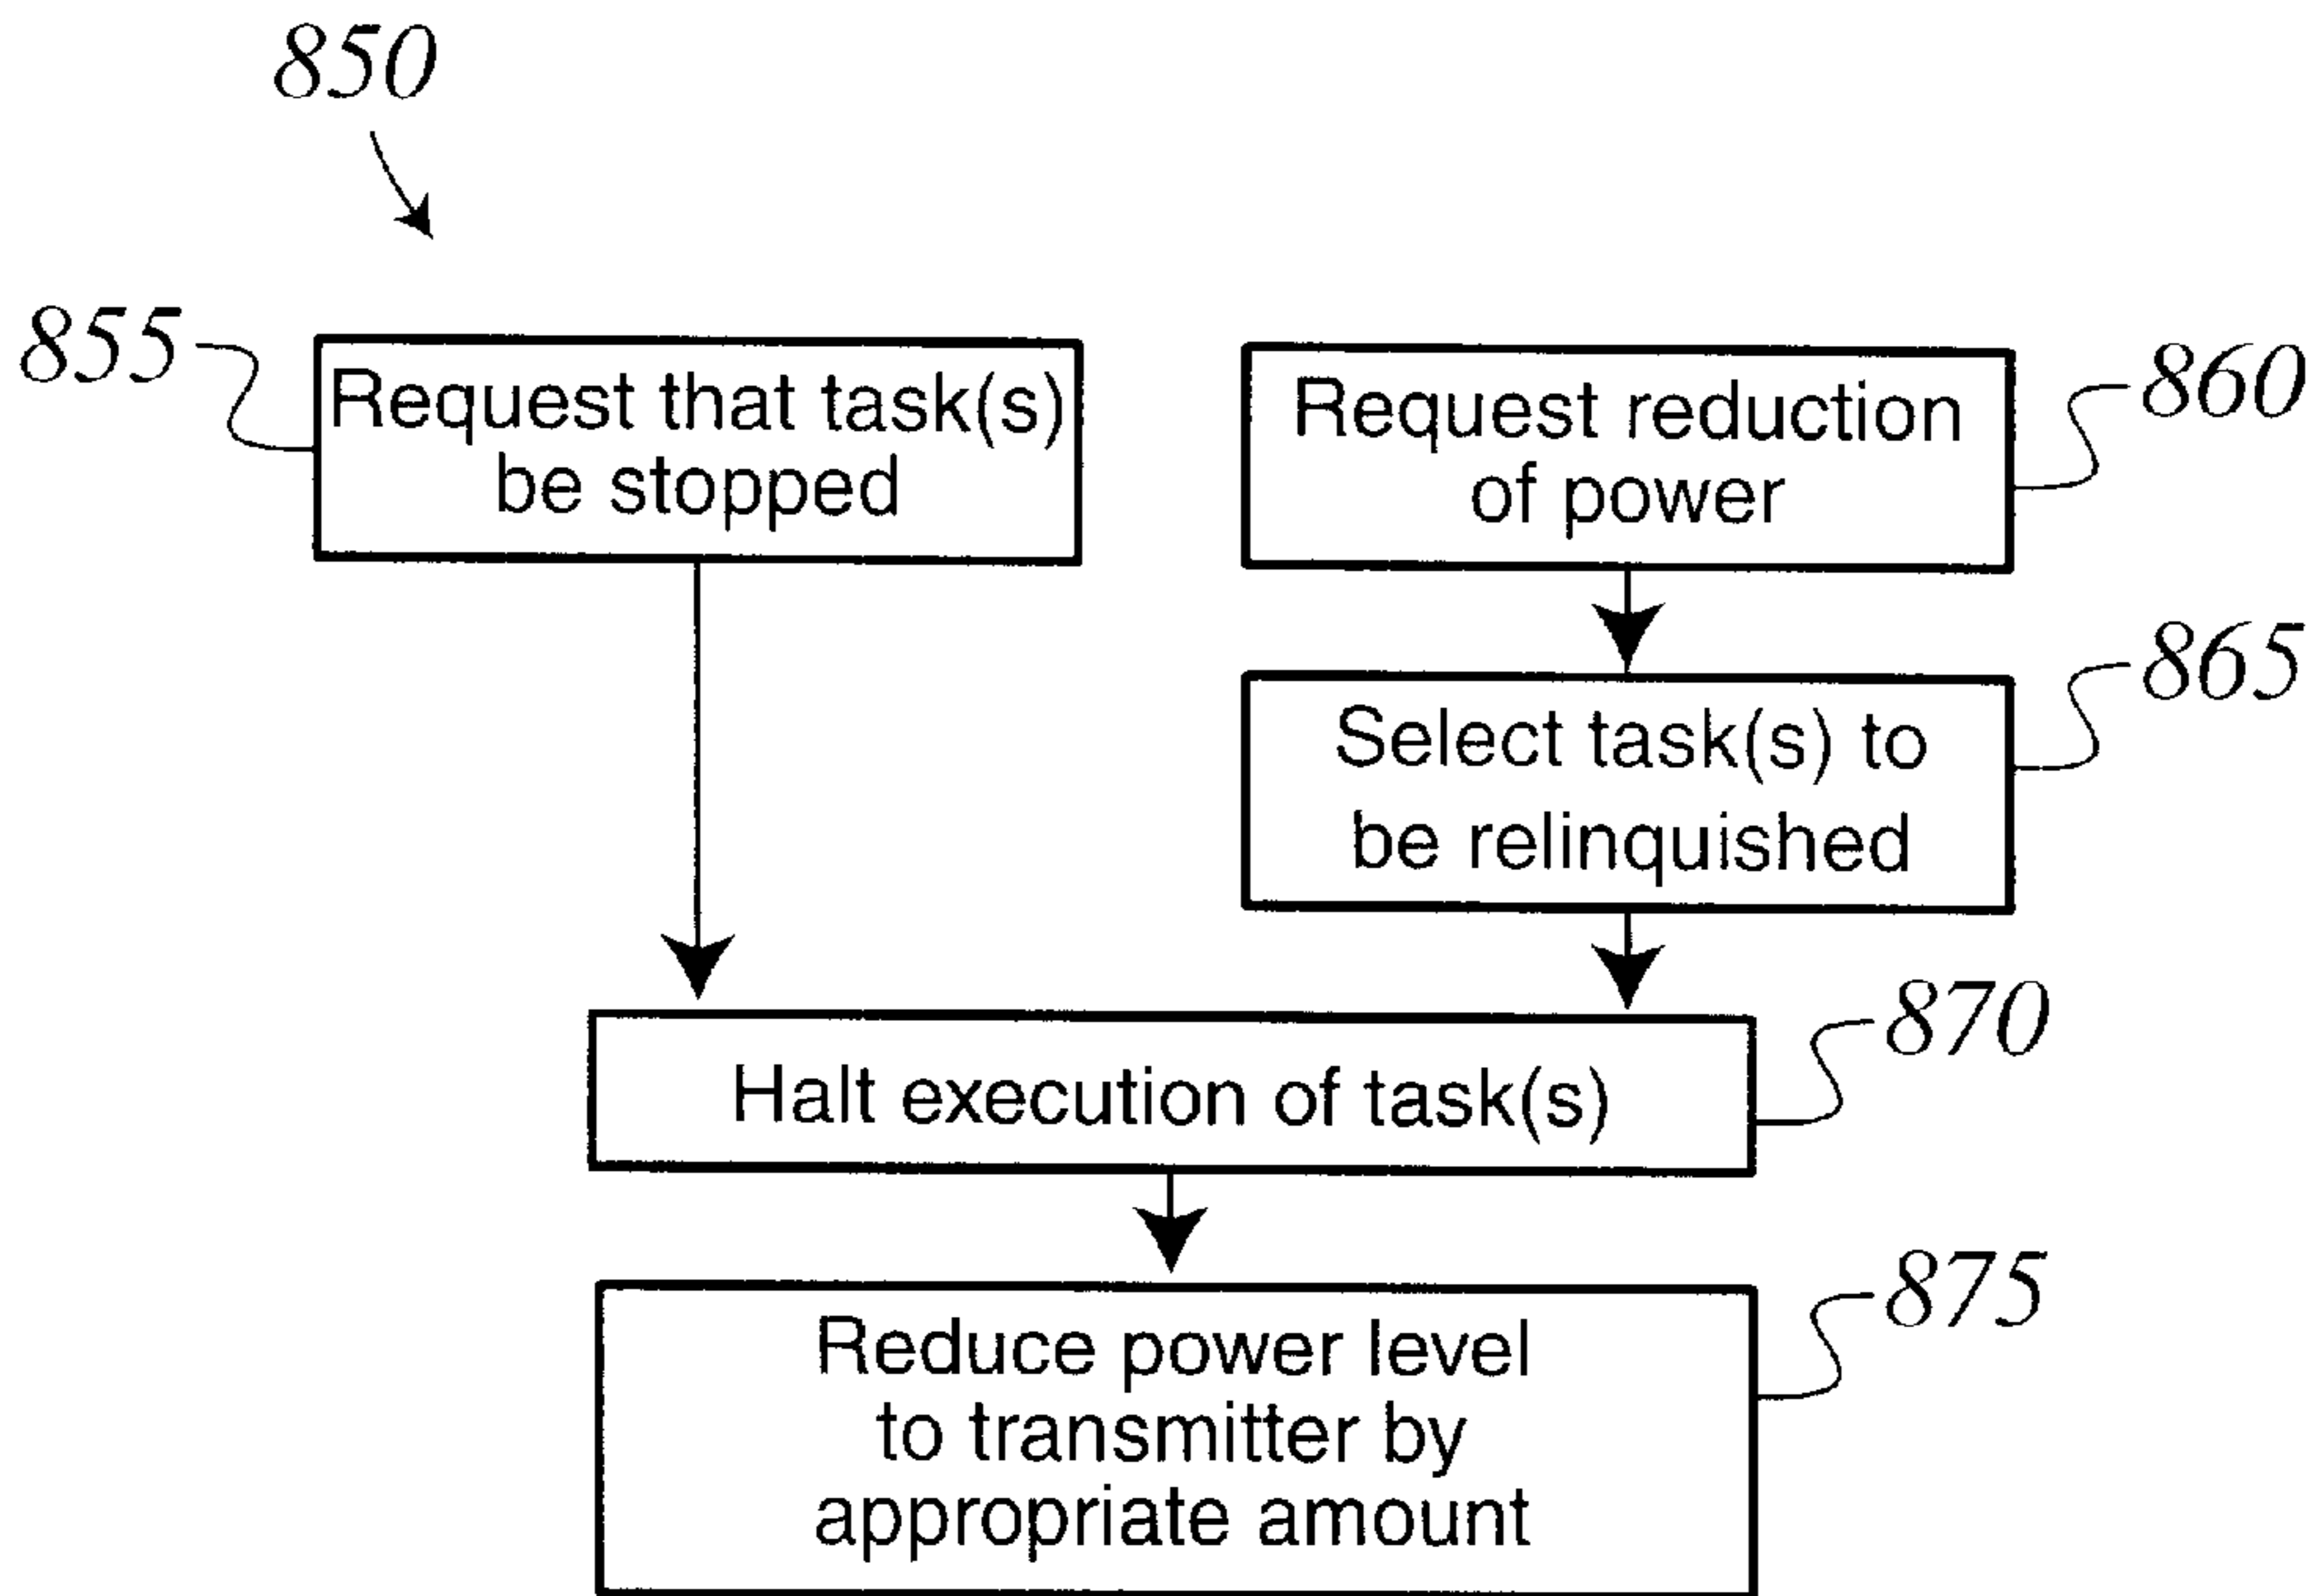 850
855
Request that task(s)
be stopped
Request reduction
of power
860
Select task(s) to
be relinquished
865
Halt execution of task(s)
870
Reduce power level
to transmitter by
appropriate amount
875